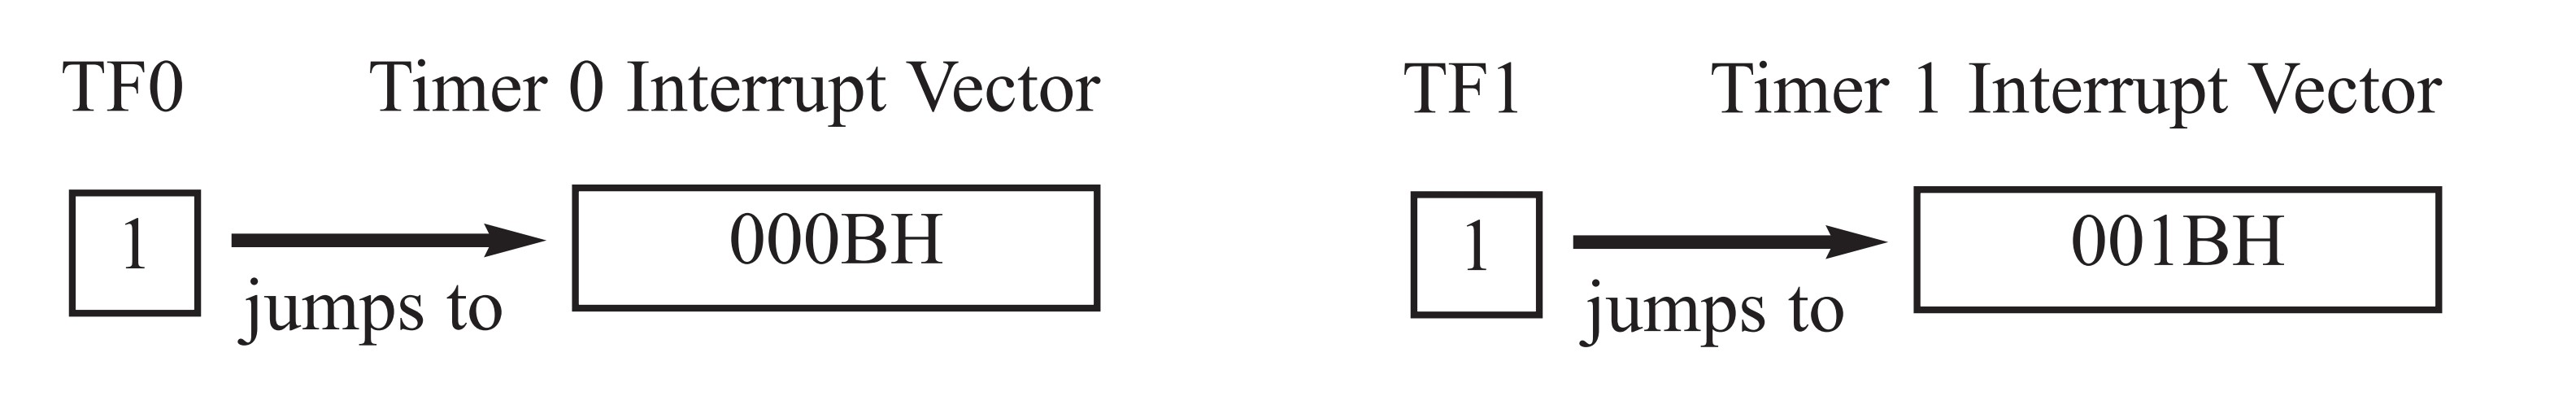 TF0 Timer 0 Interrupt Vector
1 000BH
jumps to
TF1 Timer 1 Interrupt Vector
1 001BH
jumps to